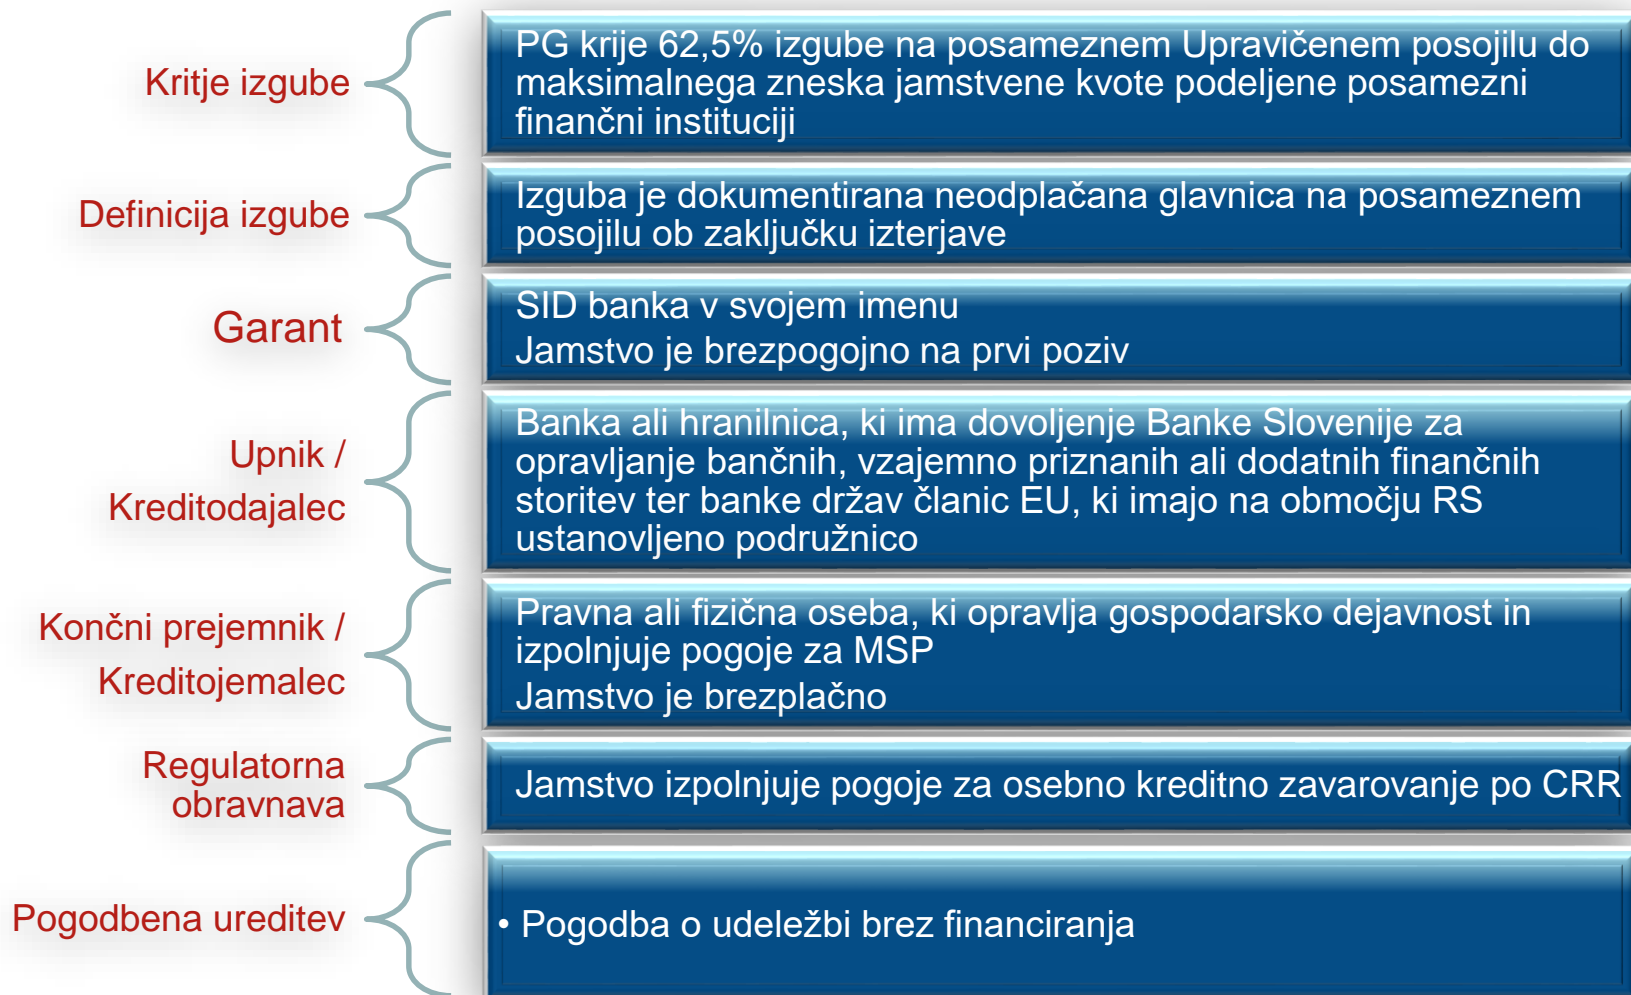 Kritje izgube
PG krije 62,5% izgube na posameznem Upravičenem posojilu do
maksimalnega zneska jamstvene kvote podeljene posamezni
finančni instituciji
Definicija izgube
Izguba je dokumentirana neodplačana glavnica na posameznem
posojilu ob zaključku izterjave
Garant
SID banka v svojem imenu
Jamstvo je brezpogojno na prvi poziv
Upnik /
Kreditodajalec
Banka ali hranilnica, ki ima dovoljenje Banke Slovenije za
opravljanje bančnih, vzajemno priznanih ali dodatnih finančnih
storitev ter banke držav članic EU, ki imajo na območju RS
ustanovljeno podružnico
Končni prejemnik /
Kreditojemalec
Pravna ali fizična oseba, ki opravlja gospodarsko dejavnost in
izpolnjuje pogoje za MSP
Jamstvo je brezplačno
Regulatorna
obravnava
Jamstvo izpolnjuje pogoje za osebno kreditno zavarovanje po CRR
Pogodbena ureditev
• Pogodba o udeležbi brez financiranja